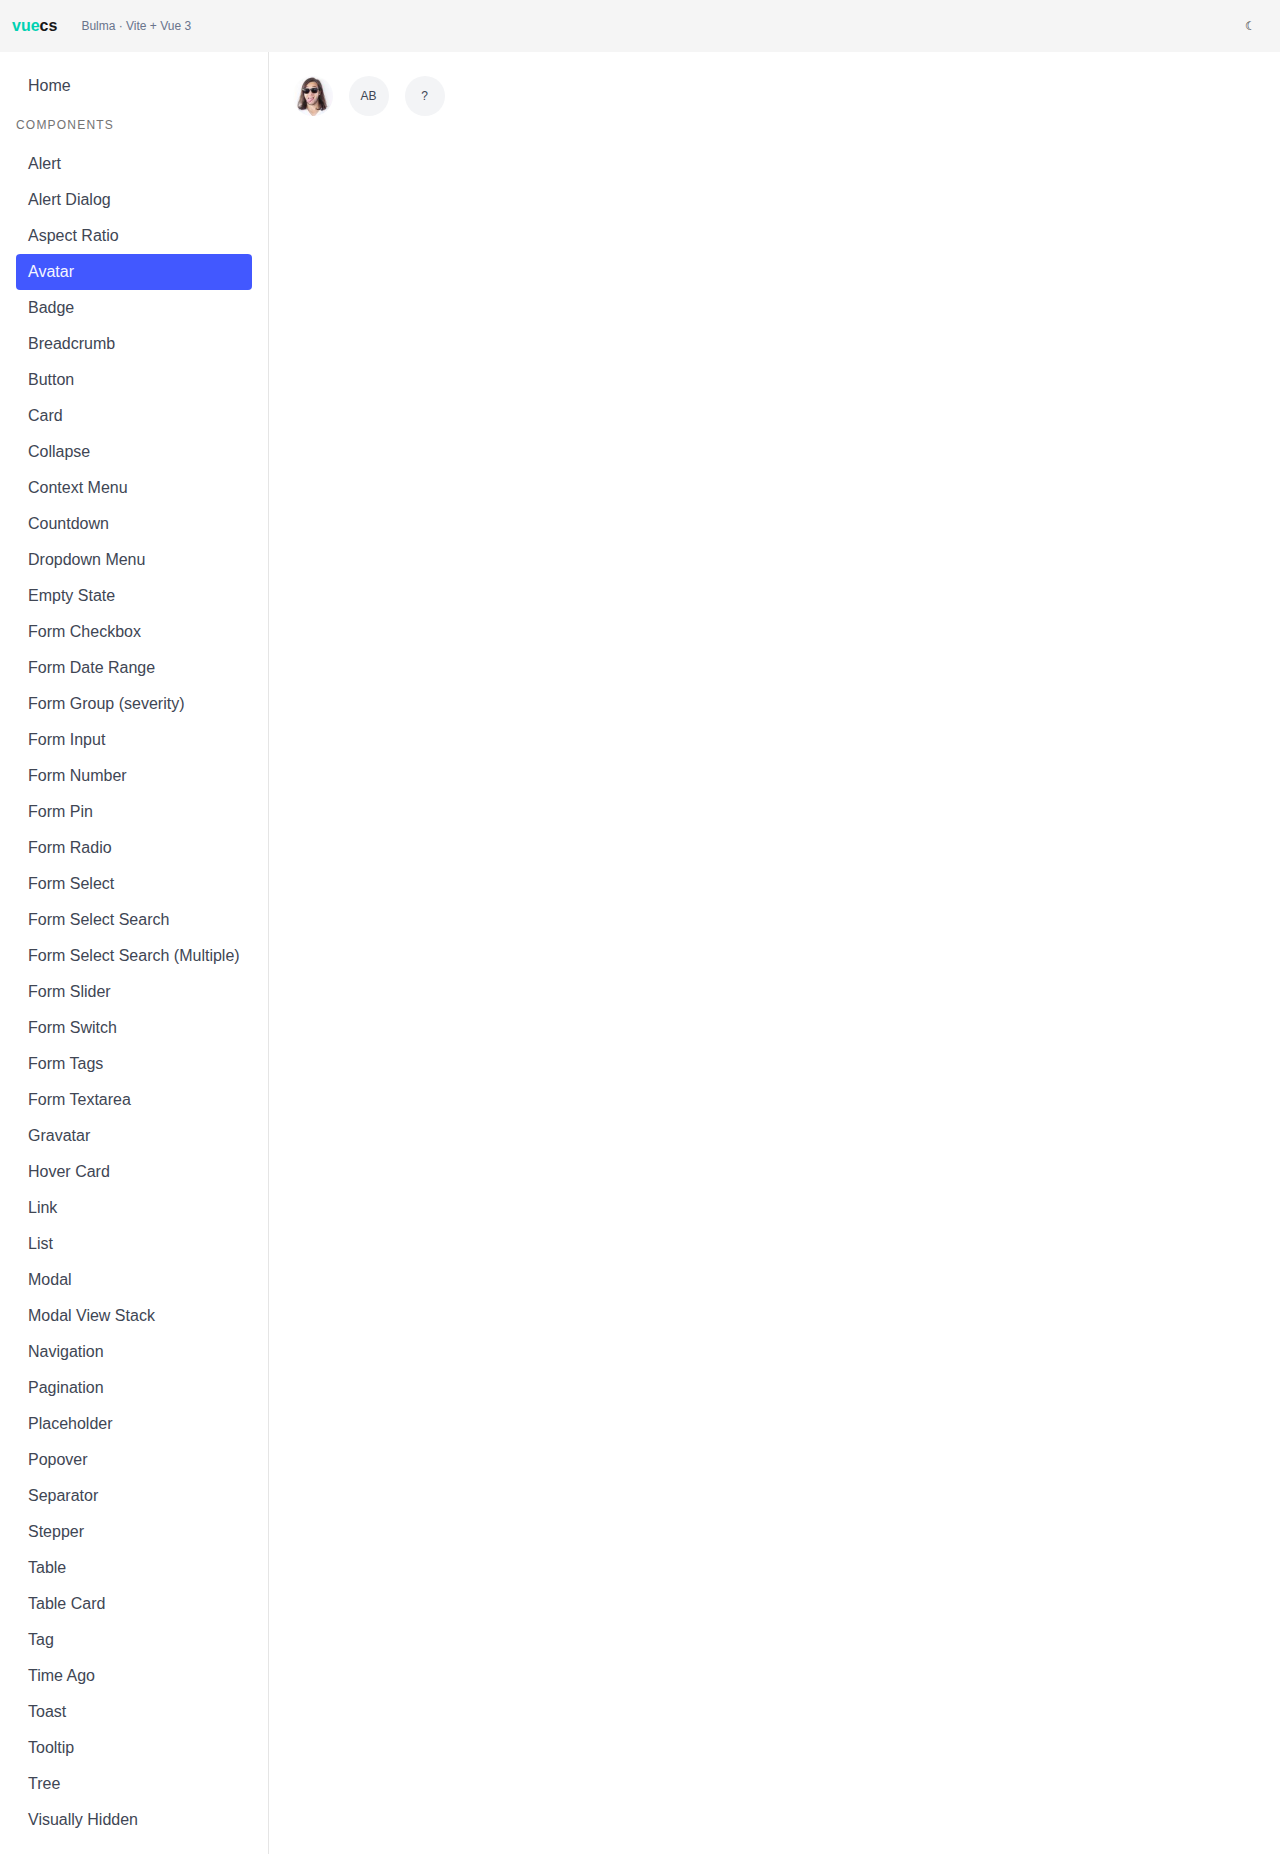 vuecs Bulma · Vite + Vue 3
Home
COMPONENTS
Alert
Alert Dialog
Aspect Ratio
Avatar
Badge
Breadcrumb
Button
Card
Collapse
Context Menu
Countdown
Dropdown Menu
Empty State
Form Checkbox
Form Date Range
Form Group (severity)
Form Input
Form Number
Form Pin
Form Radio
Form Select
Form Select Search
Form Select Search (Multiple)
Form Slider
Form Switch
Form Tags
Form Textarea
Gravatar
Hover Card
Link
List
Modal
Modal View Stack
Navigation
Pagination
Placeholder
Popover
Separator
Stepper
Table
Table Card
Tag
Time Ago
Toast
Tooltip
Tree
Visually Hidden
AB ?